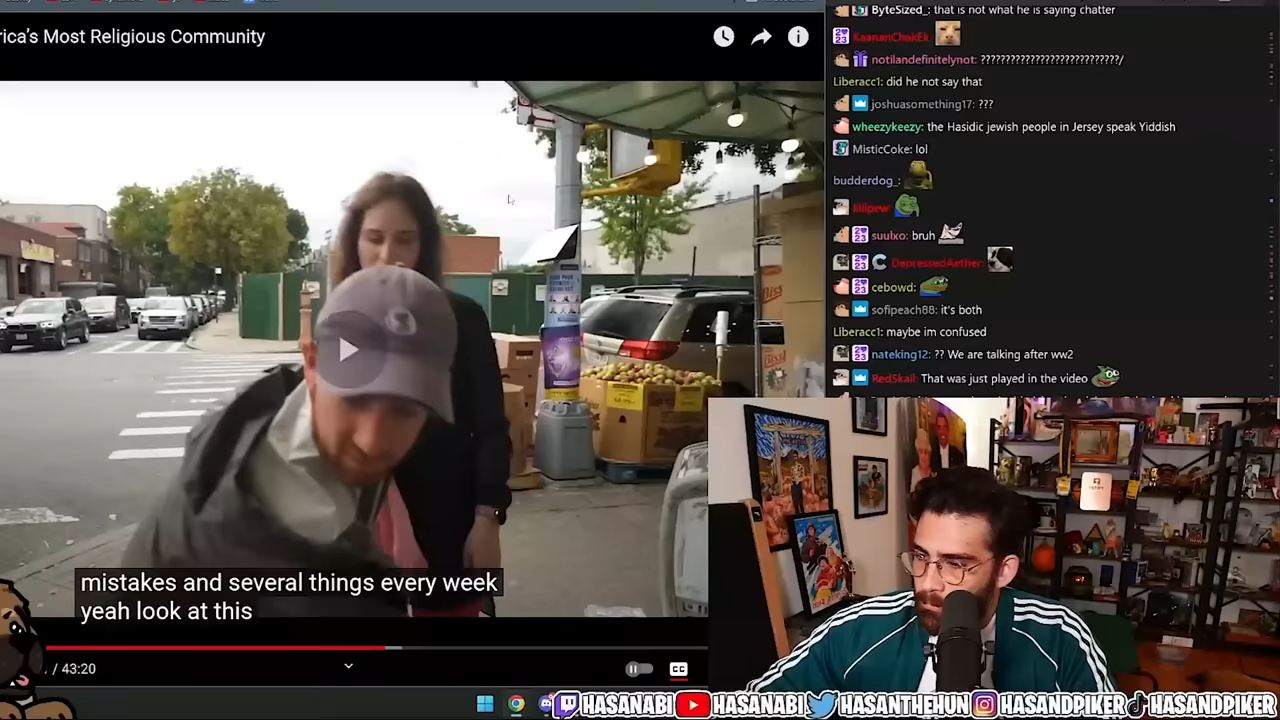 rica's Most Religious Community
ByteSized_: that is not what he is saying chatter
KaananChakEk:
notilandefinitelynot: ???????????????????????????/
Liberacc1: did he not say that
joshuasomething17: ???
wheezykeezy: the Hasidic jewish people in Jersey speak Yiddish
MisticCoke: lol
budderdog_:
lillipew:
suulxo: bruh
DepressedAether:
cebowd:
sofipeach88: it's both
Liberacc1: maybe im confused
nateking12: ?? We are talking after ww2
RedSkail: That was just played in the video
mistakes and several things every week
yeah look at this
/ 43:20
CC
HASANABI HASANABI HASANTHEHUN HASANDPIKER HASANDPIKER